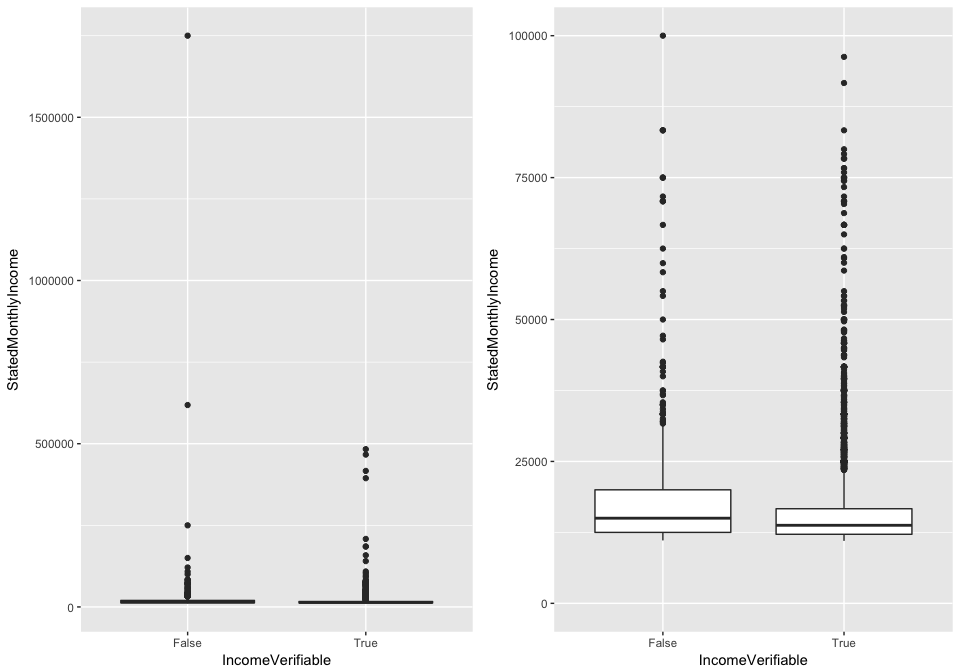 StatedMonthlyIncome
1500000
1000000
500000
0
False True
IncomeVerifiable
StatedMonthlyIncome
100000
75000
50000
25000
0
False True
IncomeVerifiable